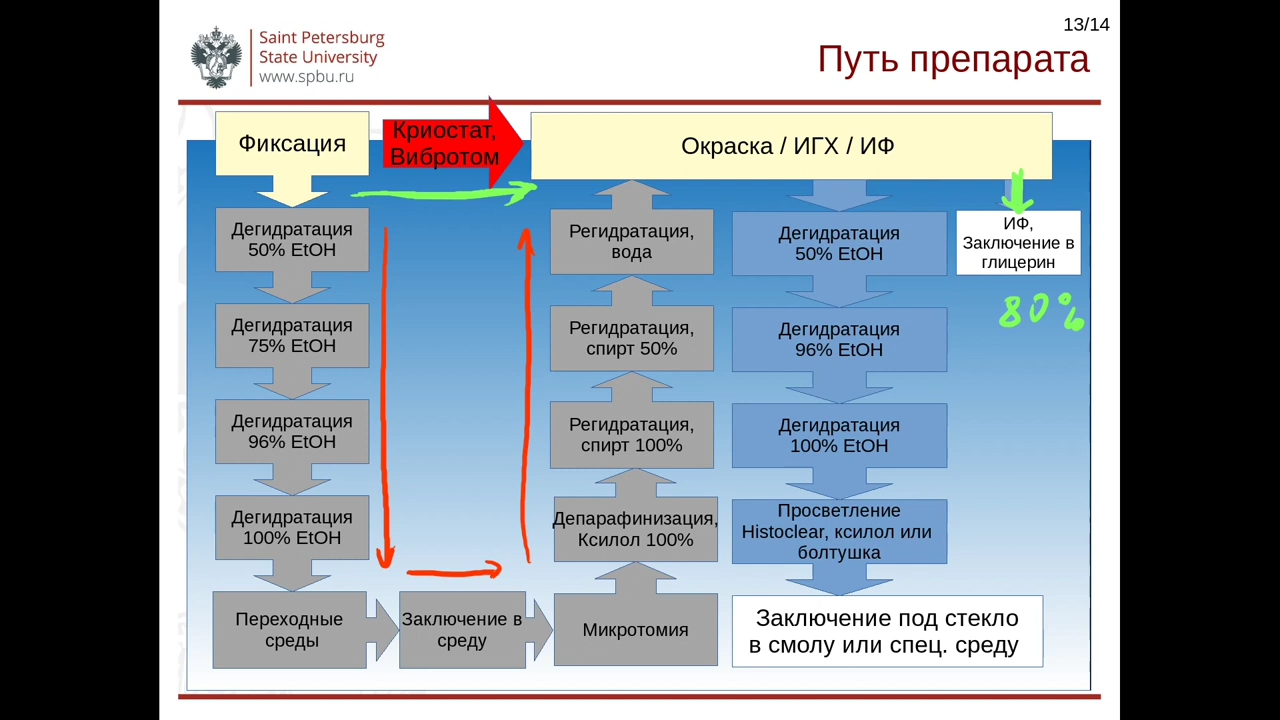 13/14
Saint Petersburg
State University
www.spbu.ru
Путь препарата
Фиксация
Криостат,
Вибротом
Окраска / ИГХ / ИФ
Дегидратация
50% EtOH
Дегидратация
75% EtOH
Дегидратация
96% EtOH
Дегидратация
100% EtOH
Переходные
среды
Заключение в
среду
Микротомия
Депарафинизация,
Ксилол 100%
Регидратация,
спирт 100%
Регидратация,
спирт 50%
Регидратация,
вода
Дегидратация
50% EtOH
Дегидратация
96% EtOH
Дегидратация
100% EtOH
Просветление
Histoclear, ксилол или
болтушка
Заключение под стекло
в смолу или спец. среду
ИФ,
Заключение в
глицерин
80%